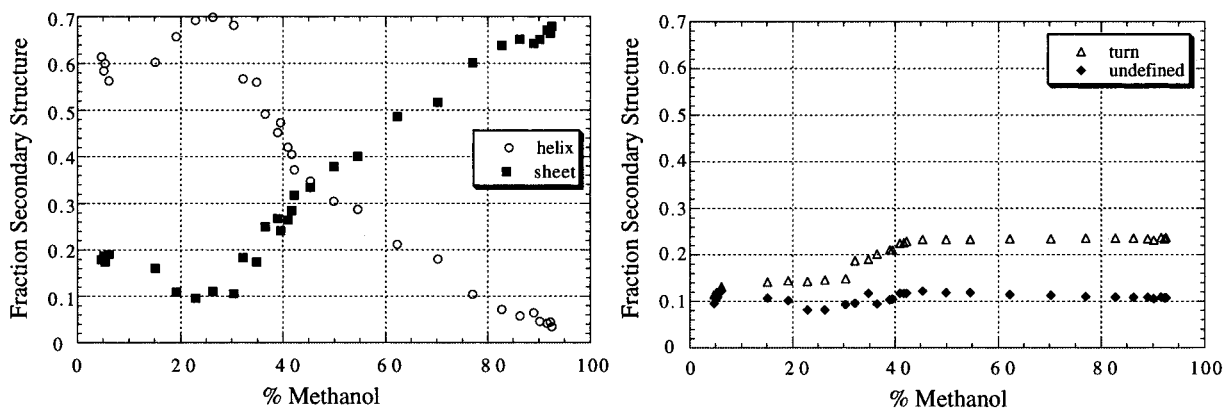 Fraction Secondary Structure
0.7
0.6
0.5
0.4
0.3
0.2
0.1
0
helix
sheet
0 20 40 60 80 100
% Methanol
Fraction Secondary Structure
0.7
0.6
0.5
0.4
0.3
0.2
0.1
0
turn
undefined
0 20 40 60 80 100
% Methanol